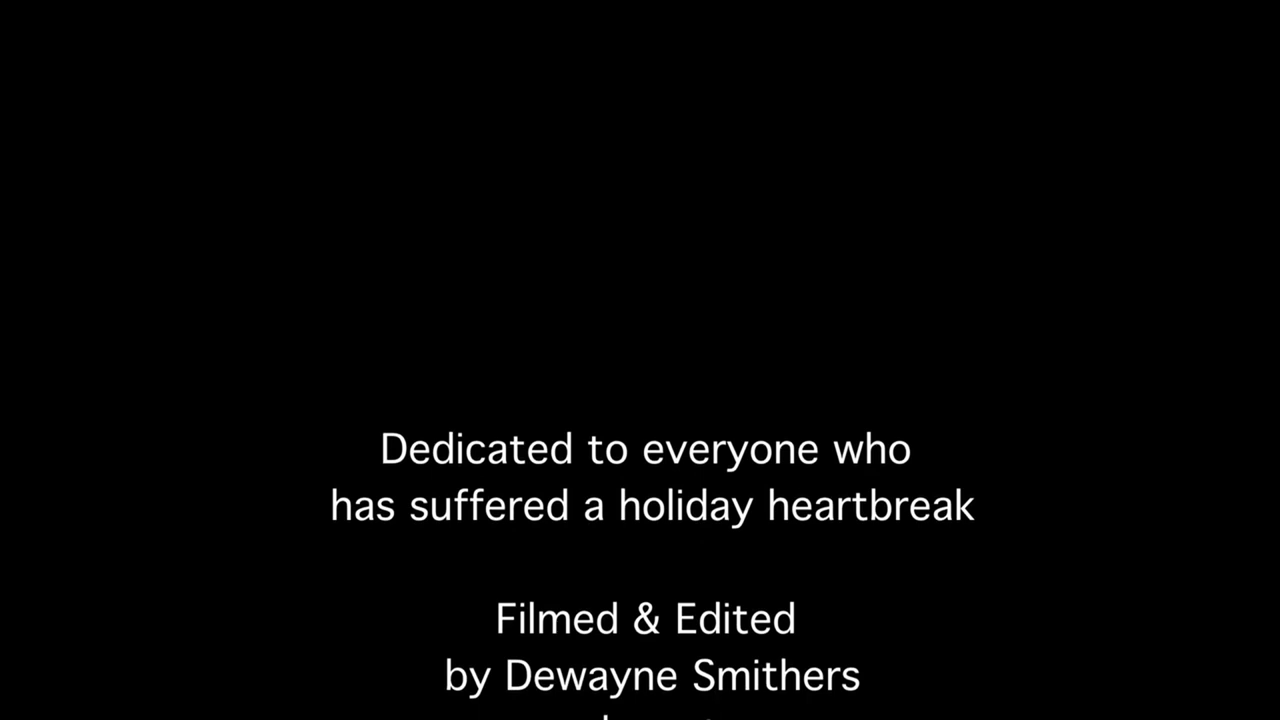 Dedicated to everyone who
has suffered a holiday heartbreak
Filmed & Edited
by Dewayne Smithers